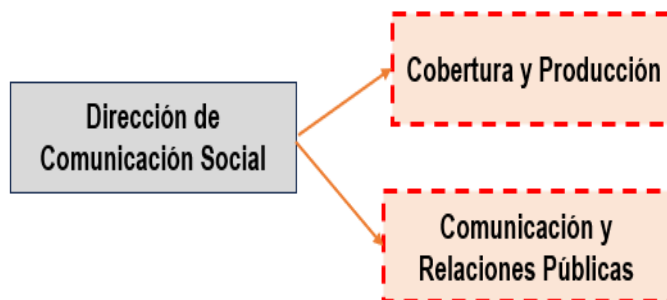 Dirección de
Comunicación Social
Cobertura y Producción
Comunicación y
Relaciones Públicas